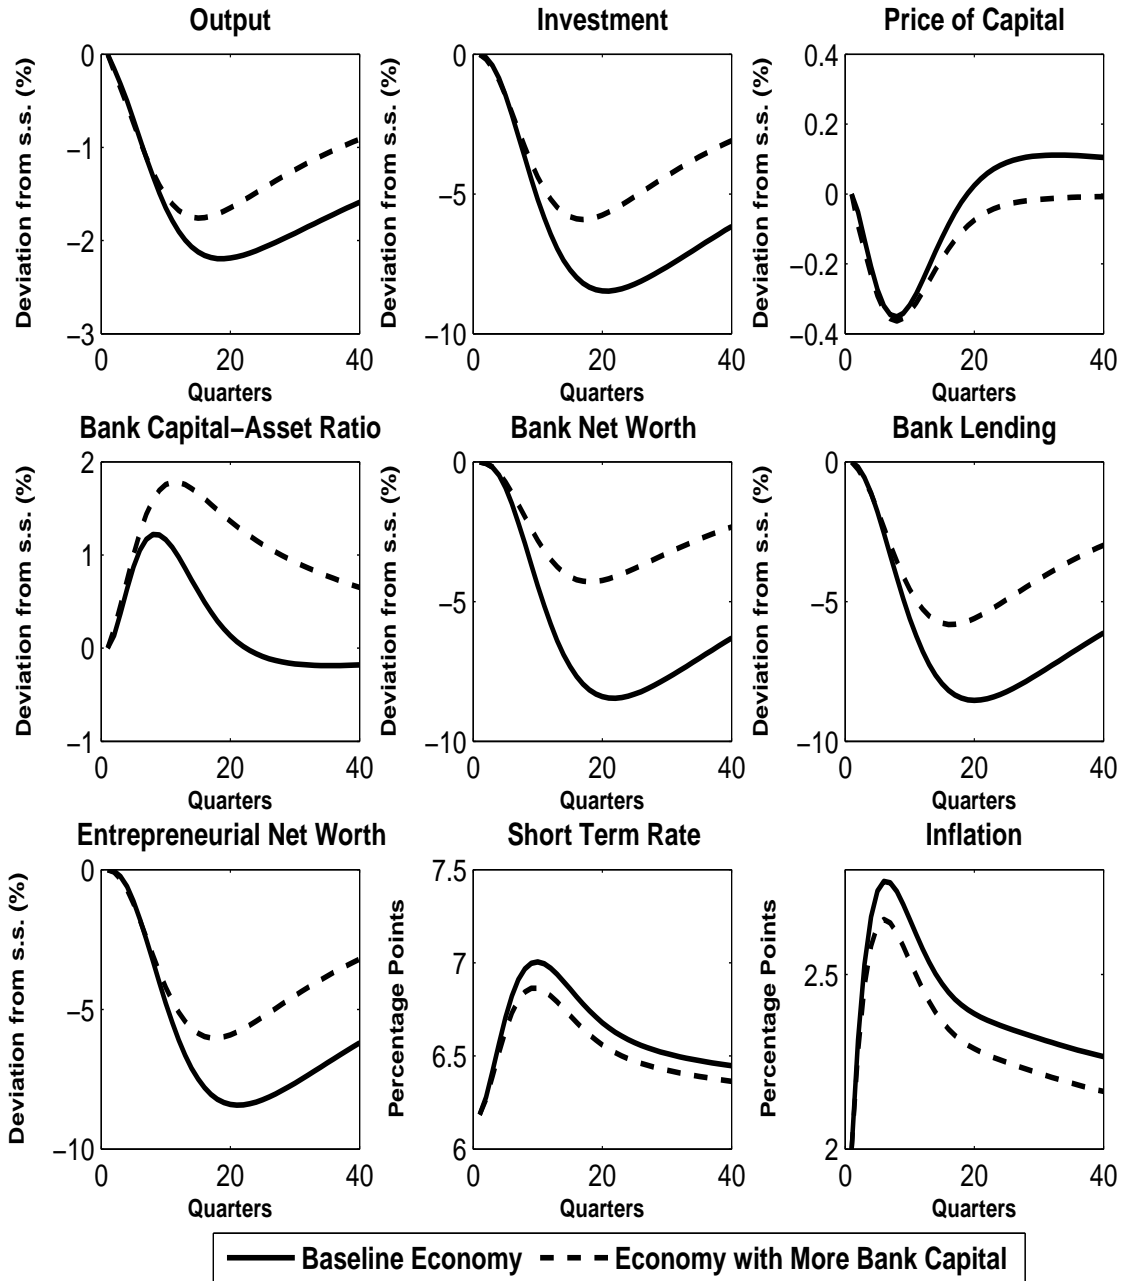 Output
Investment
Price of Capital
Deviation from s.s. (%)
0
−1
−2
−3
0
20
40
Quarters
Deviation from s.s. (%)
0
−5
−10
0
20
40
Quarters
Deviation from s.s. (%)
0.4
0.2
0
−0.2
−0.4
0
20
40
Quarters
Bank Capital−Asset Ratio
Bank Net Worth
Bank Lending
Deviation from s.s. (%)
2
1
0
−1
0
20
40
Quarters
Deviation from s.s. (%)
0
−5
−10
0
20
40
Quarters
Deviation from s.s. (%)
0
−5
−10
0
20
40
Quarters
Entrepreneurial Net Worth
Short Term Rate
Inflation
Deviation from s.s. (%)
0
−5
−10
0
20
40
Quarters
Percentage Points
7.5
7
6.5
6
0
20
40
Quarters
Percentage Points
2.5
2
0
20
40
Quarters
Baseline Economy
Economy with More Bank Capital